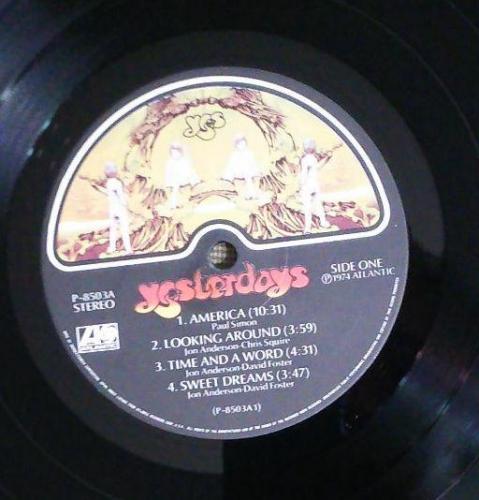 yes
yesterdays
P-8503A
STEREO
SIDE ONE
Ⓟ1974 ATLANTIC
1. AMERICA (10:31)
Paul Simon
2. LOOKING AROUND (3:59)
Jon Anderson-Chris Squire
3. TIME AND A WORD (4:31)
Jon Anderson-David Foster
4. SWEET DREAMS (3:47)
Jon Anderson-David Foster
(P-8503A1)